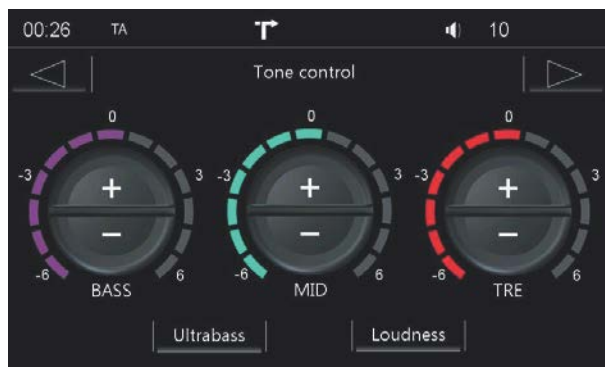 00:26 TA 10
Tone control
0 0 0
-3 3 -3 3 -3 3
+ + +
− − −
-6 6 -6 6 -6 6
BASS MID TRE
Ultrabass Loudness